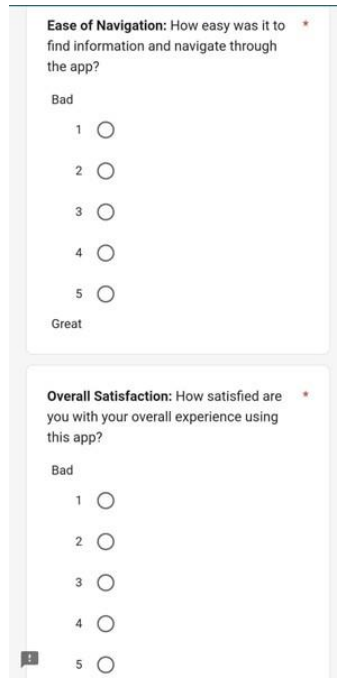 Ease of Navigation: How easy was it to *
find information and navigate through
the app?
Bad
1
2
3
4
5
Great
Overall Satisfaction: How satisfied are *
you with your overall experience using
this app?
Bad
1
2
3
4
5
!